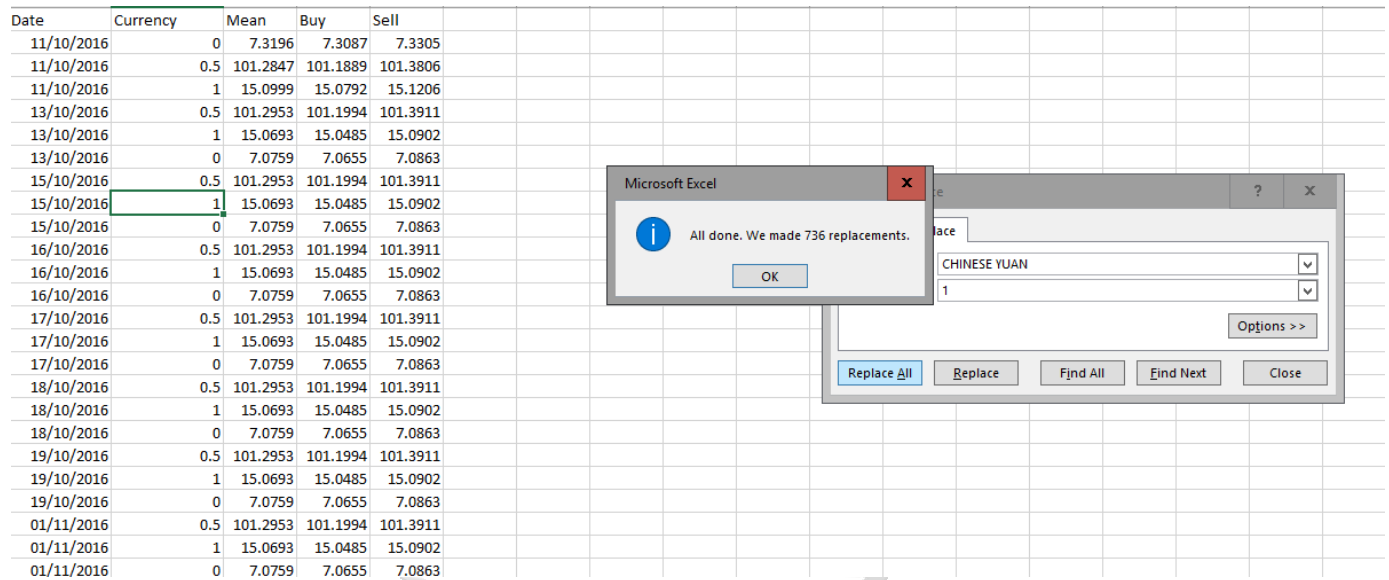 Date Currency Mean Buy Sell
11/10/2016 0 7.3196 7.3087 7.3305
11/10/2016 0.5 101.2847 101.1889 101.3806
11/10/2016 1 15.0999 15.0792 15.1206
13/10/2016 0.5 101.2953 101.1994 101.3911
13/10/2016 1 15.0693 15.0485 15.0902
13/10/2016 0 7.0759 7.0655 7.0863
15/10/2016 0.5 101.2953 101.1994 101.3911
15/10/2016 1 15.0693 15.0485 15.0902
15/10/2016 0 7.0759 7.0655 7.0863
16/10/2016 0.5 101.2953 101.1994 101.3911
16/10/2016 1 15.0693 15.0485 15.0902
16/10/2016 0 7.0759 7.0655 7.0863
17/10/2016 0.5 101.2953 101.1994 101.3911
17/10/2016 1 15.0693 15.0485 15.0902
17/10/2016 0 7.0759 7.0655 7.0863
18/10/2016 0.5 101.2953 101.1994 101.3911
18/10/2016 1 15.0693 15.0485 15.0902
18/10/2016 0 7.0759 7.0655 7.0863
19/10/2016 0.5 101.2953 101.1994 101.3911
19/10/2016 1 15.0693 15.0485 15.0902
19/10/2016 0 7.0759 7.0655 7.0863
01/11/2016 0.5 101.2953 101.1994 101.3911
01/11/2016 1 15.0693 15.0485 15.0902
01/11/2016 0 7.0759 7.0655 7.0863
Microsoft Excel x
All done. We made 736 replacements.
OK
ce ? x
lace
CHINESE YUAN
1
Options >>
Replace All Replace Find All Find Next Close